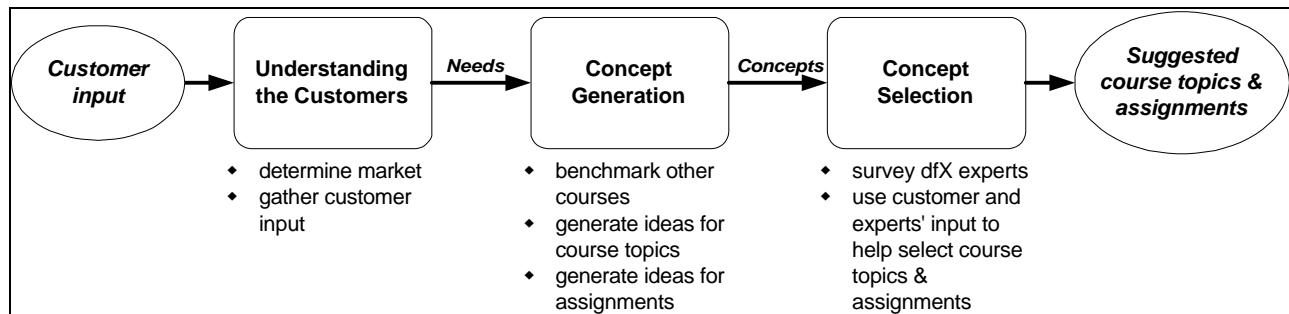 Customer
input
Understanding
the Customers
Needs
Concept
Generation
Concepts
Concept
Selection
Suggested
course topics &
assignments
◆ determine market
◆ gather customer
input
◆ benchmark other
courses
◆ generate ideas for
course topics
◆ generate ideas for
assignments
◆ survey dfX experts
◆ use customer and
experts' input to
help select course
topics &
assignments